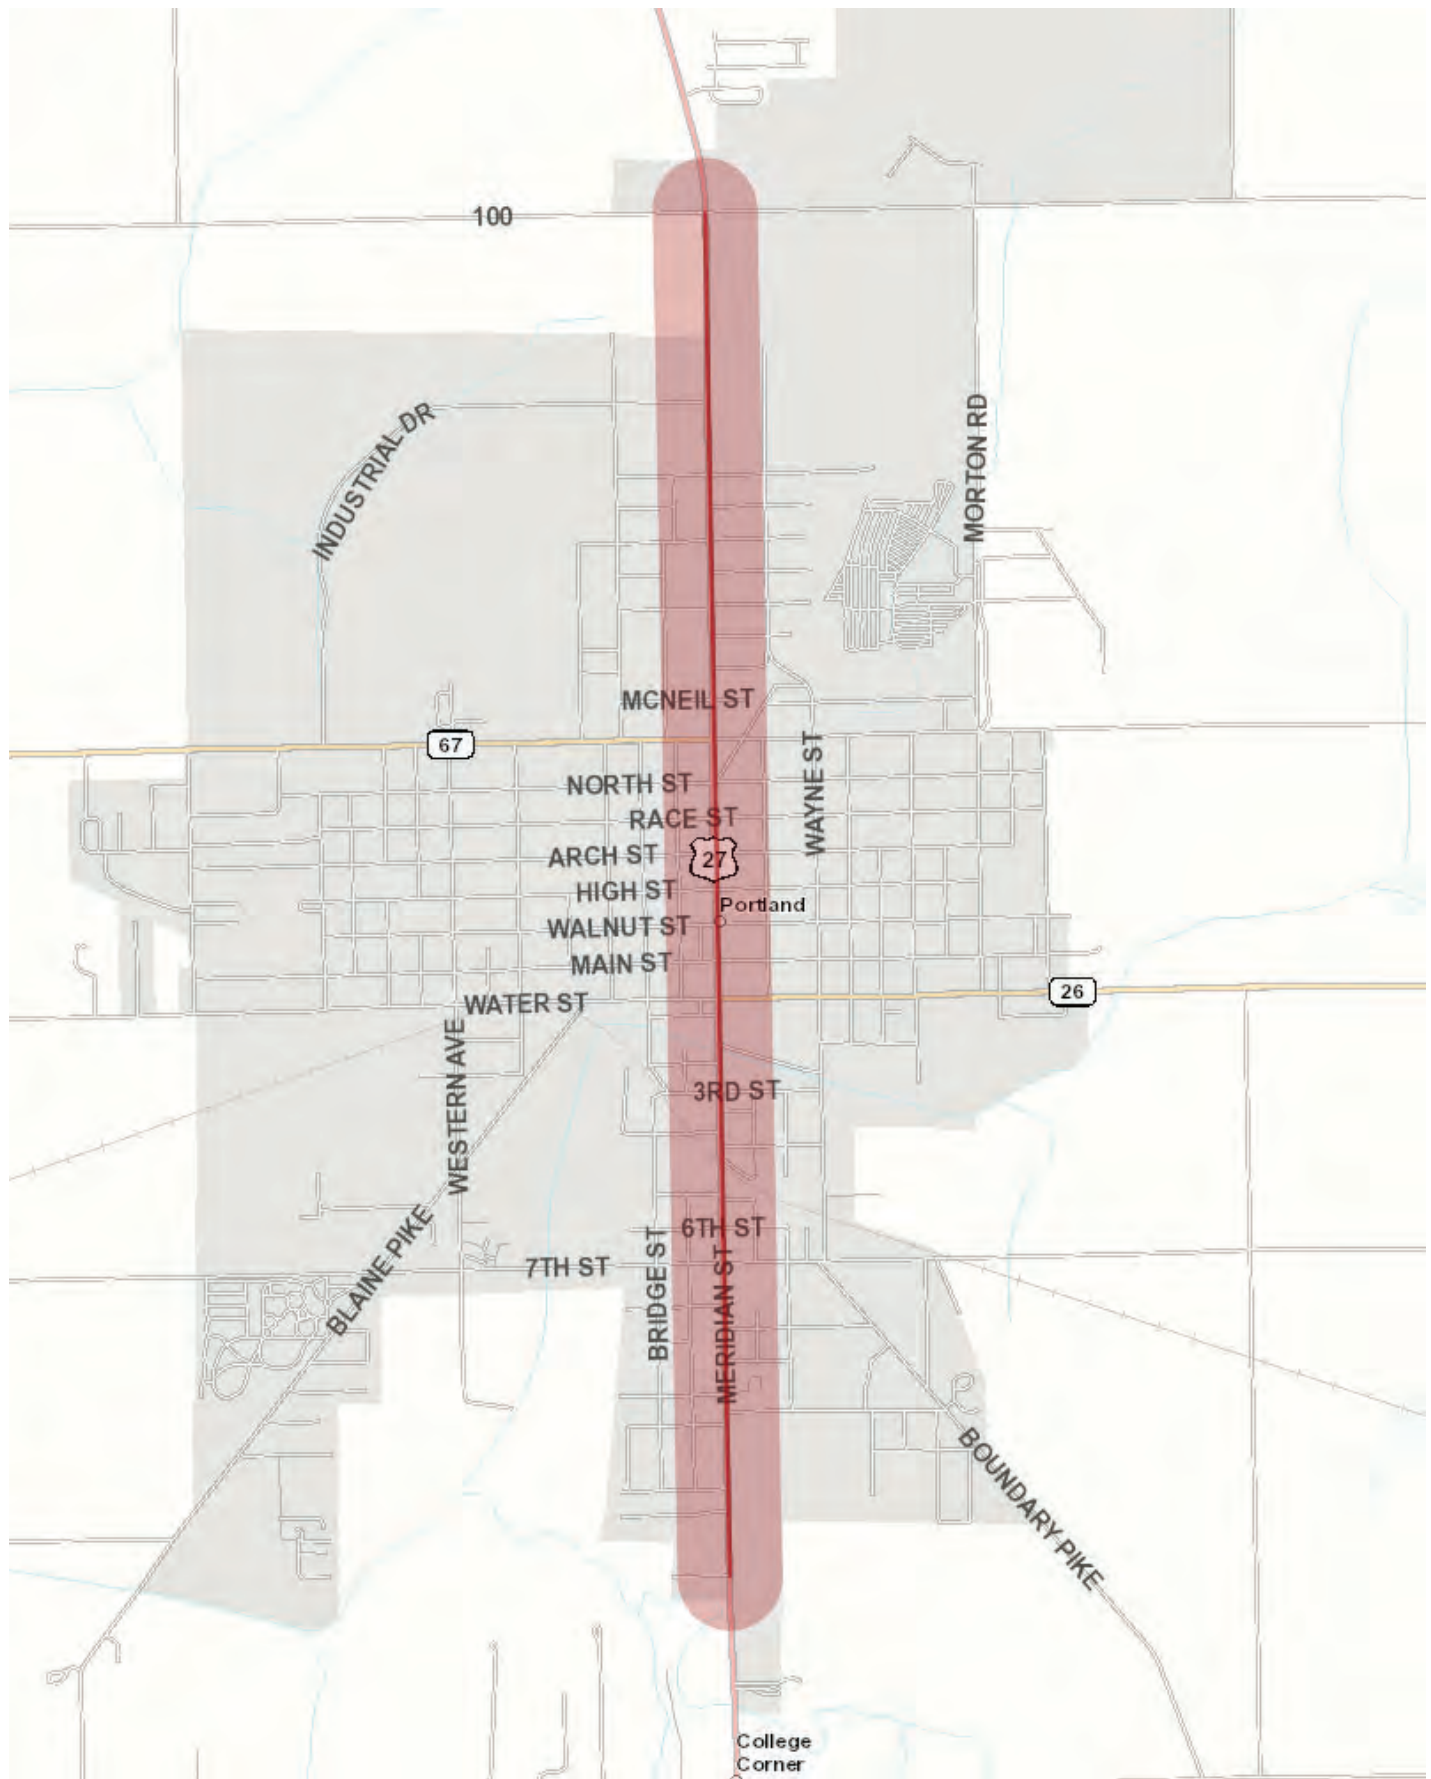 100
INDUSTRIAL DR
MORTON RD
MCNEIL ST
67
NORTH ST
WAYNE ST
RACE ST
ARCH ST
27
HIGH ST
Portland
WALNUT ST
MAIN ST
26
WATER ST
WESTERN AVE
3RD ST
BLAINE PIKE
6TH ST
7TH ST
BRIDGE ST
MERIDIAN ST
BOUNDARY PIKE
College
Corner